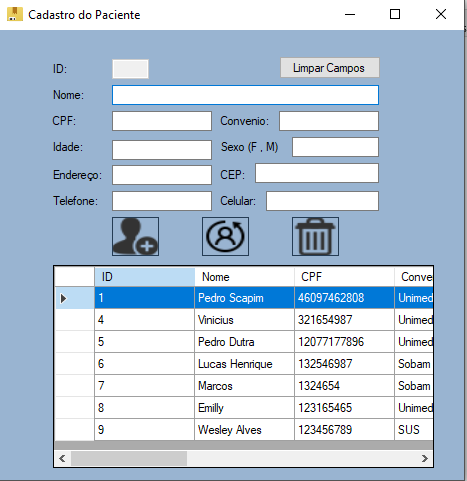 Cadastro do Paciente
ID:
Limpar Campos
Nome:
CPF:
Convenio:
Idade:
Sexo (F , M)
Endereço:
CEP:
Telefone:
Celular:
ID Nome CPF Conve
1 Pedro Scapim 46097462808 Unimed
4 Vinicius 321654987 Unimed
5 Pedro Dutra 12077177896 Unimed
6 Lucas Henrique 132546987 Sobam
7 Marcos 1324654 Sobam
8 Emilly 123165465 Unimed
9 Wesley Alves 123456789 SUS